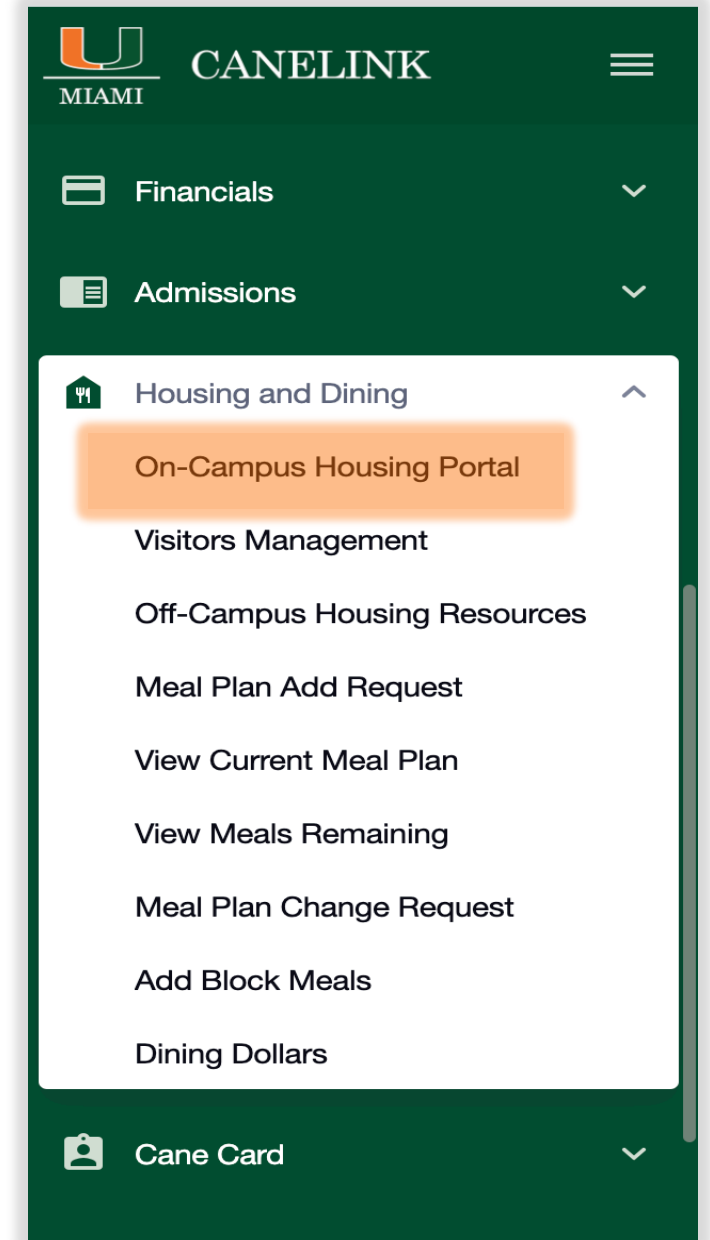 MIAMI
CANELINK
Financials
Admissions
Housing and Dining
On-Campus Housing Portal
Visitors Management
Off-Campus Housing Resources
Meal Plan Add Request
View Current Meal Plan
View Meals Remaining
Meal Plan Change Request
Add Block Meals
Dining Dollars
Cane Card